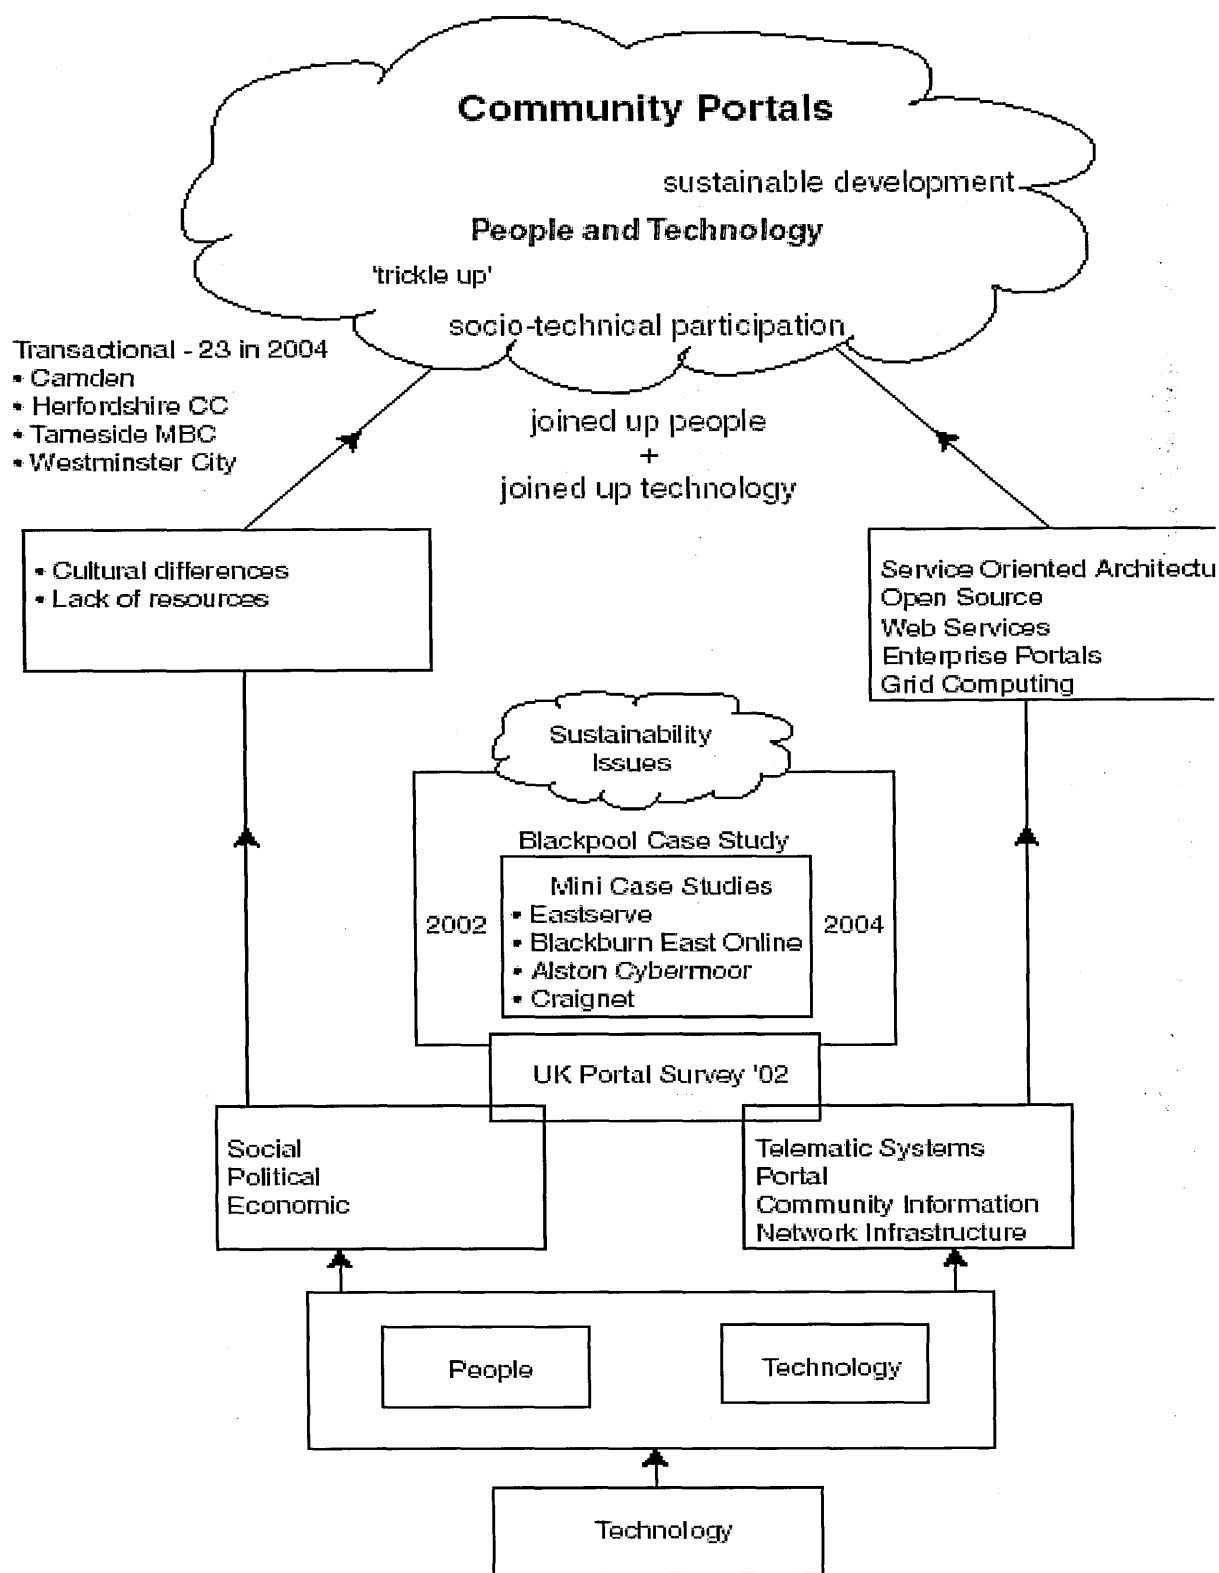 Community Portals
sustainable development
People and Technology
'trickle up'
socio-technical participation
Transactional - 23 in 2004
• Camden
• Herfordshire CC
• Tameside MBC
• Westminster City
joined up people
+
joined up technology
• Cultural differences
• Lack of resources
Service Oriented Architectu
Open Source
Web Services
Enterprise Portals
Grid Computing
Sustainability
Issues
Blackpool Case Study
Mini Case Studies
• Eastserve
• Blackburn East Online
• Alston Cybermoor
• Craignet
2002
2004
UK Portal Survey '02
Social
Political
Economic
Telematic Systems
Portal
Community Information
Network Infrastructure
People
Technology
Technology